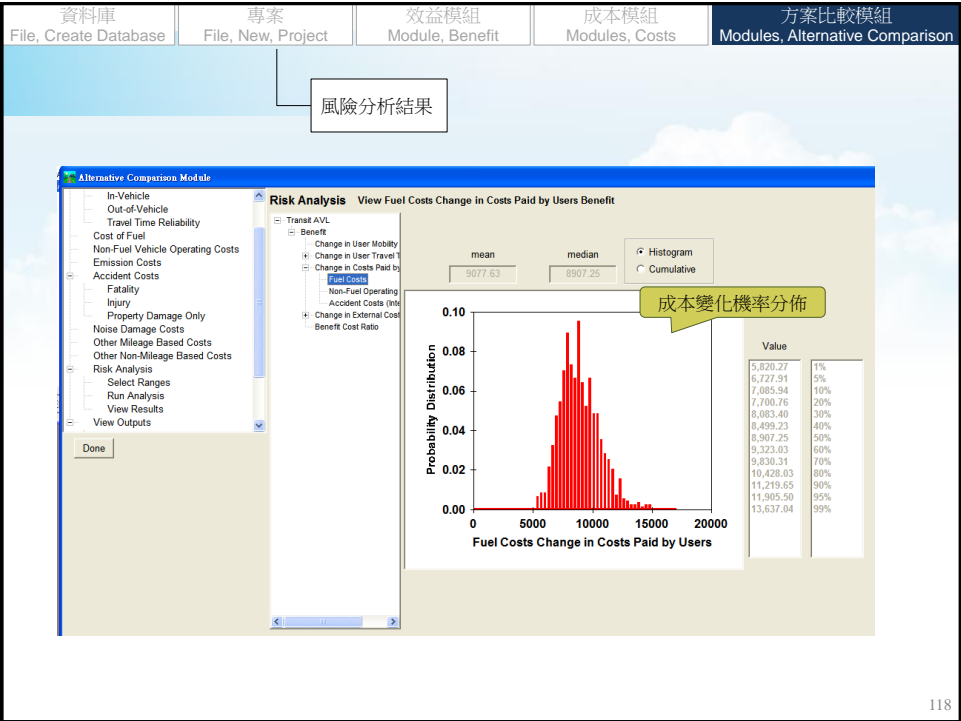 資料庫
File, Create Database
專案
File, New, Project
效益模組
Module, Benefit
成本模組
Modules, Costs
方案比較模組
Modules, Alternative Comparison
風險分析結果
Alternative Comparison Module
In-Vehicle
Out-of-Vehicle
Travel Time Reliability
Cost of Fuel
Non-Fuel Vehicle Operating Costs
Emission Costs
Accident Costs
Fatality
Injury
Property Damage Only
Noise Damage Costs
Other Mileage Based Costs
Other Non-Mileage Based Costs
Risk Analysis
Select Ranges
Run Analysis
View Results
View Outputs
Done
Risk Analysis View Fuel Costs Change in Costs Paid by Users Benefit
Transit AVL
Benefit
Change in User Mobility
Change in User Travel T
Change in Costs Paid by
Fuel Costs
Non-Fuel Operating
Accident Costs (Inte
Change in External Cost
Benefit Cost Ratio
mean
9077.63
median
8907.25
Histogram
Cumulative
成本變化機率分佈
Probability Distribution
0.10
0.08
0.06
0.04
0.02
0.00
0 5000 10000 15000 20000
Fuel Costs Change in Costs Paid by Users
Value
5,820.27 1%
6,727.91 5%
7,085.94 10%
7,700.76 20%
8,083.40 30%
8,499.23 40%
8,907.25 50%
9,323.03 60%
9,830.31 70%
10,428.03 80%
11,219.65 90%
11,905.50 95%
13,637.04 99%
118